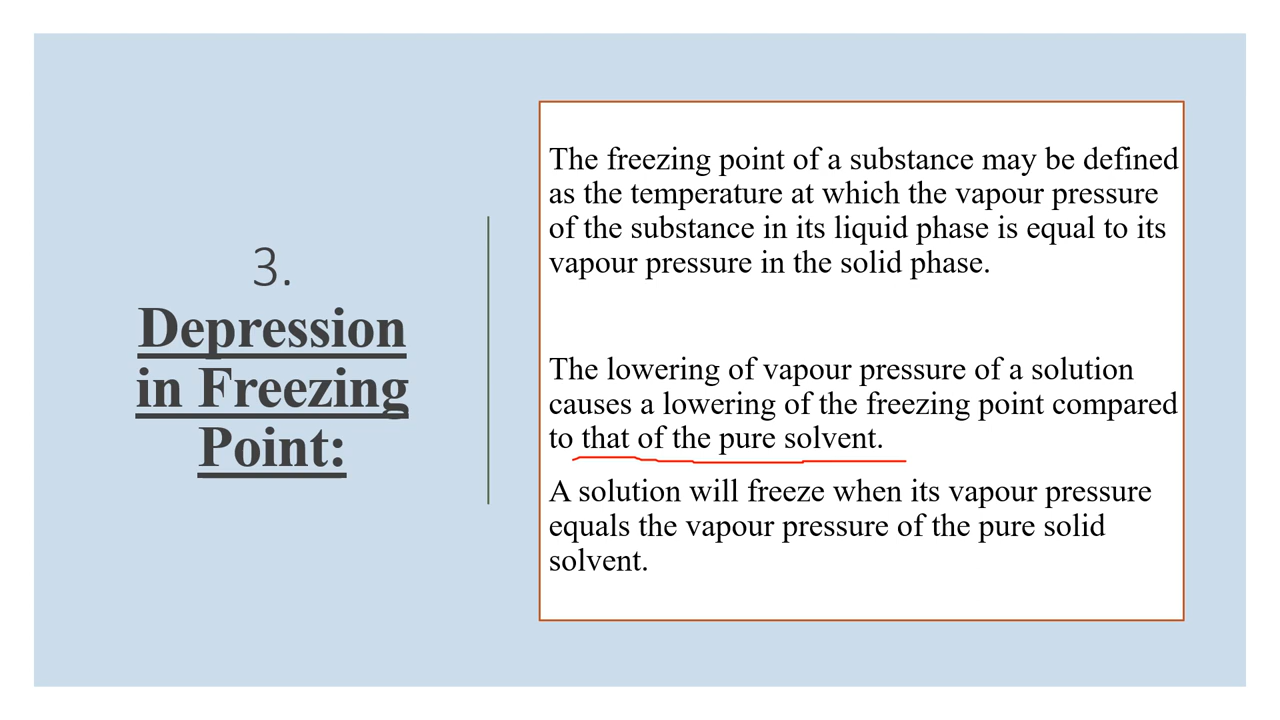 3.
Depression
in Freezing
Point:
The freezing point of a substance may be defined
as the temperature at which the vapour pressure
of the substance in its liquid phase is equal to its
vapour pressure in the solid phase.
The lowering of vapour pressure of a solution
causes a lowering of the freezing point compared
to that of the pure solvent.
A solution will freeze when its vapour pressure
equals the vapour pressure of the pure solid
solvent.